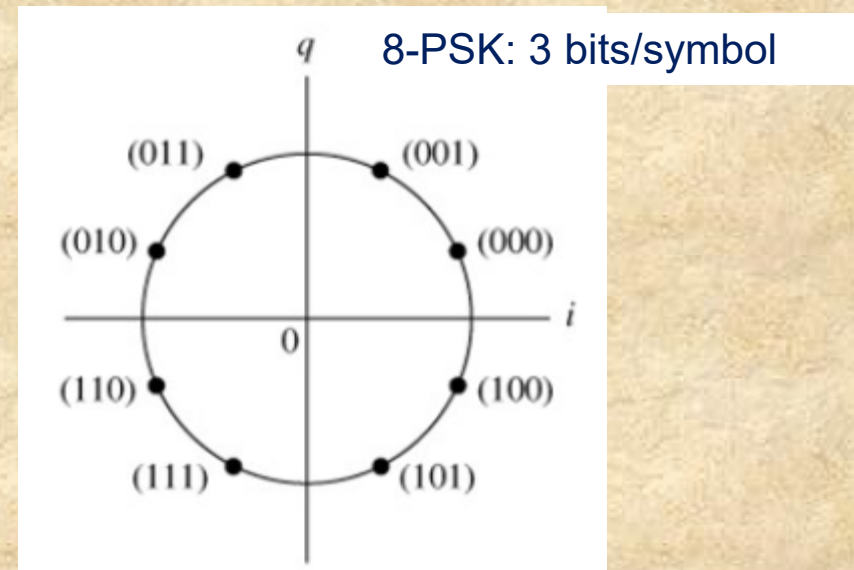 8-PSK: 3 bits/symbol
q
(011) (001)
(010) (000)
i
0
(110) (100)
(111) (101)